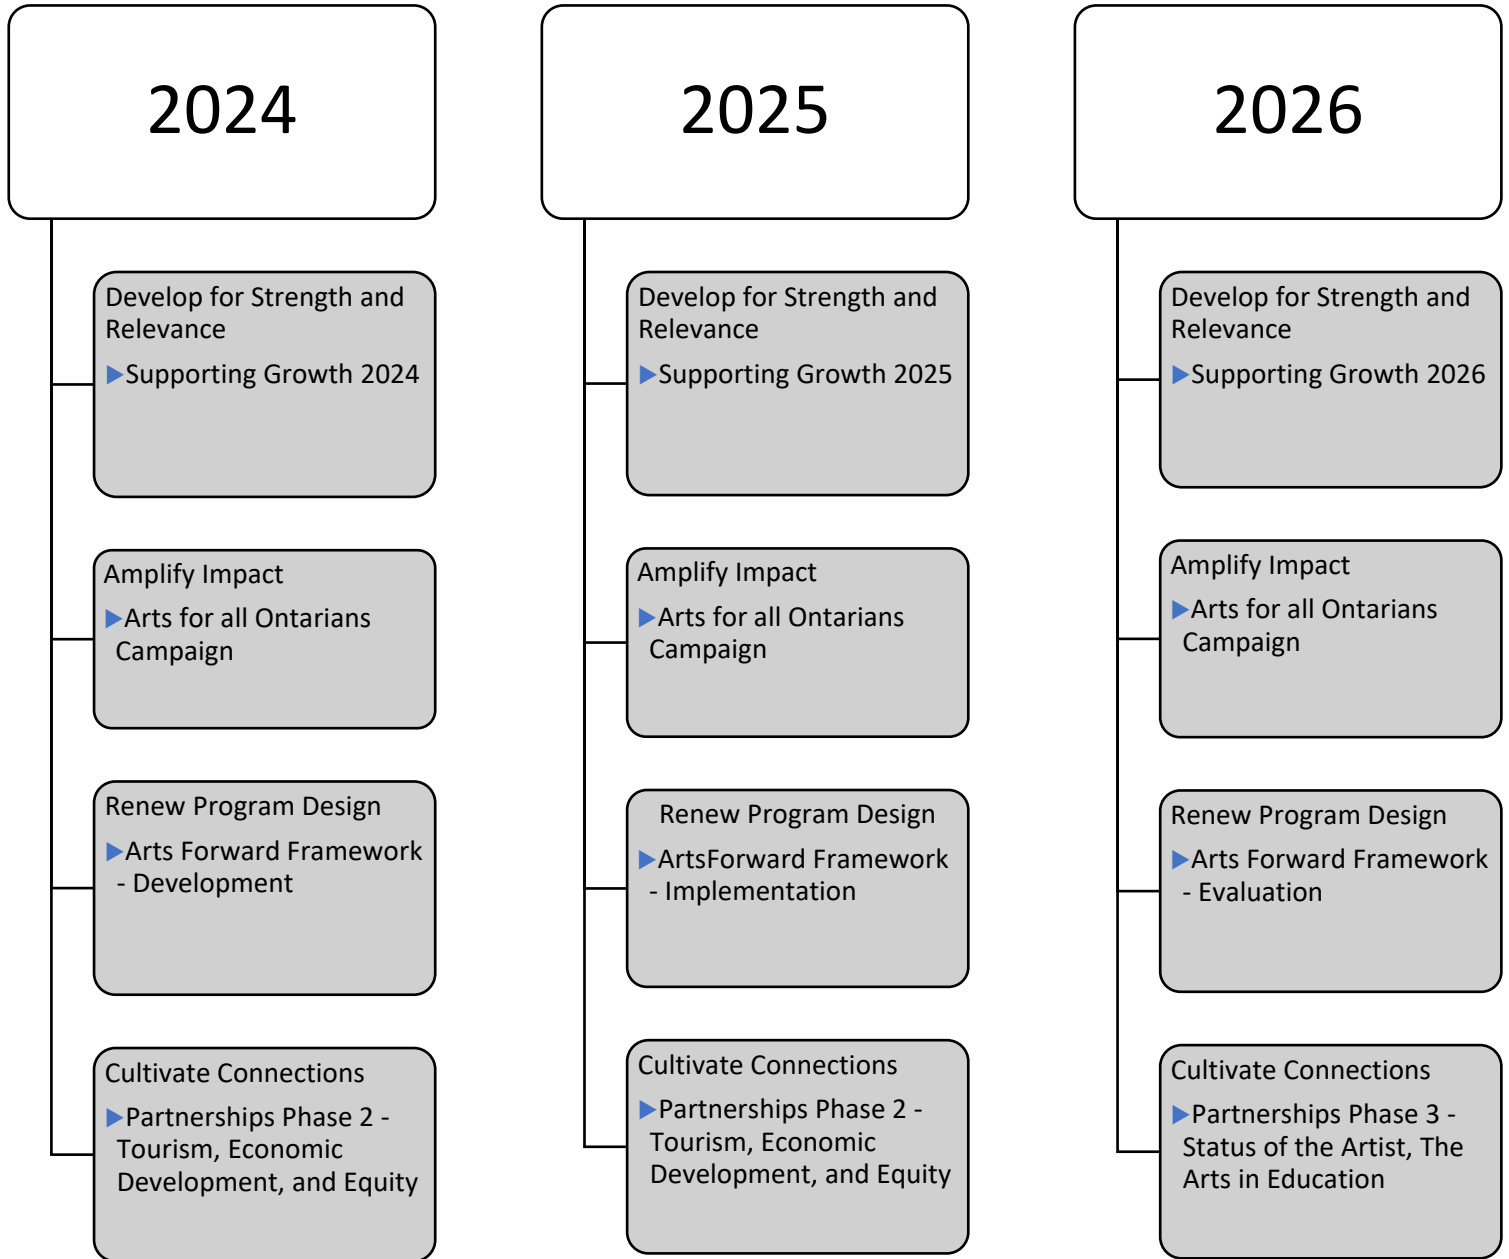 2024
Develop for Strength and
Relevance
▶Supporting Growth 2024
Amplify Impact
▶Arts for all Ontarians
Campaign
Renew Program Design
▶Arts Forward Framework
- Development
Cultivate Connections
▶Partnerships Phase 2 -
Tourism, Economic
Development, and Equity
2025
Develop for Strength and
Relevance
▶Supporting Growth 2025
Amplify Impact
▶Arts for all Ontarians
Campaign
Renew Program Design
▶ArtsForward Framework
- Implementation
Cultivate Connections
▶Partnerships Phase 2 -
Tourism, Economic
Development, and Equity
2026
Develop for Strength and
Relevance
▶Supporting Growth 2026
Amplify Impact
▶Arts for all Ontarians
Campaign
Renew Program Design
▶Arts Forward Framework
- Evaluation
Cultivate Connections
▶Partnerships Phase 3 -
Status of the Artist, The
Arts in Education